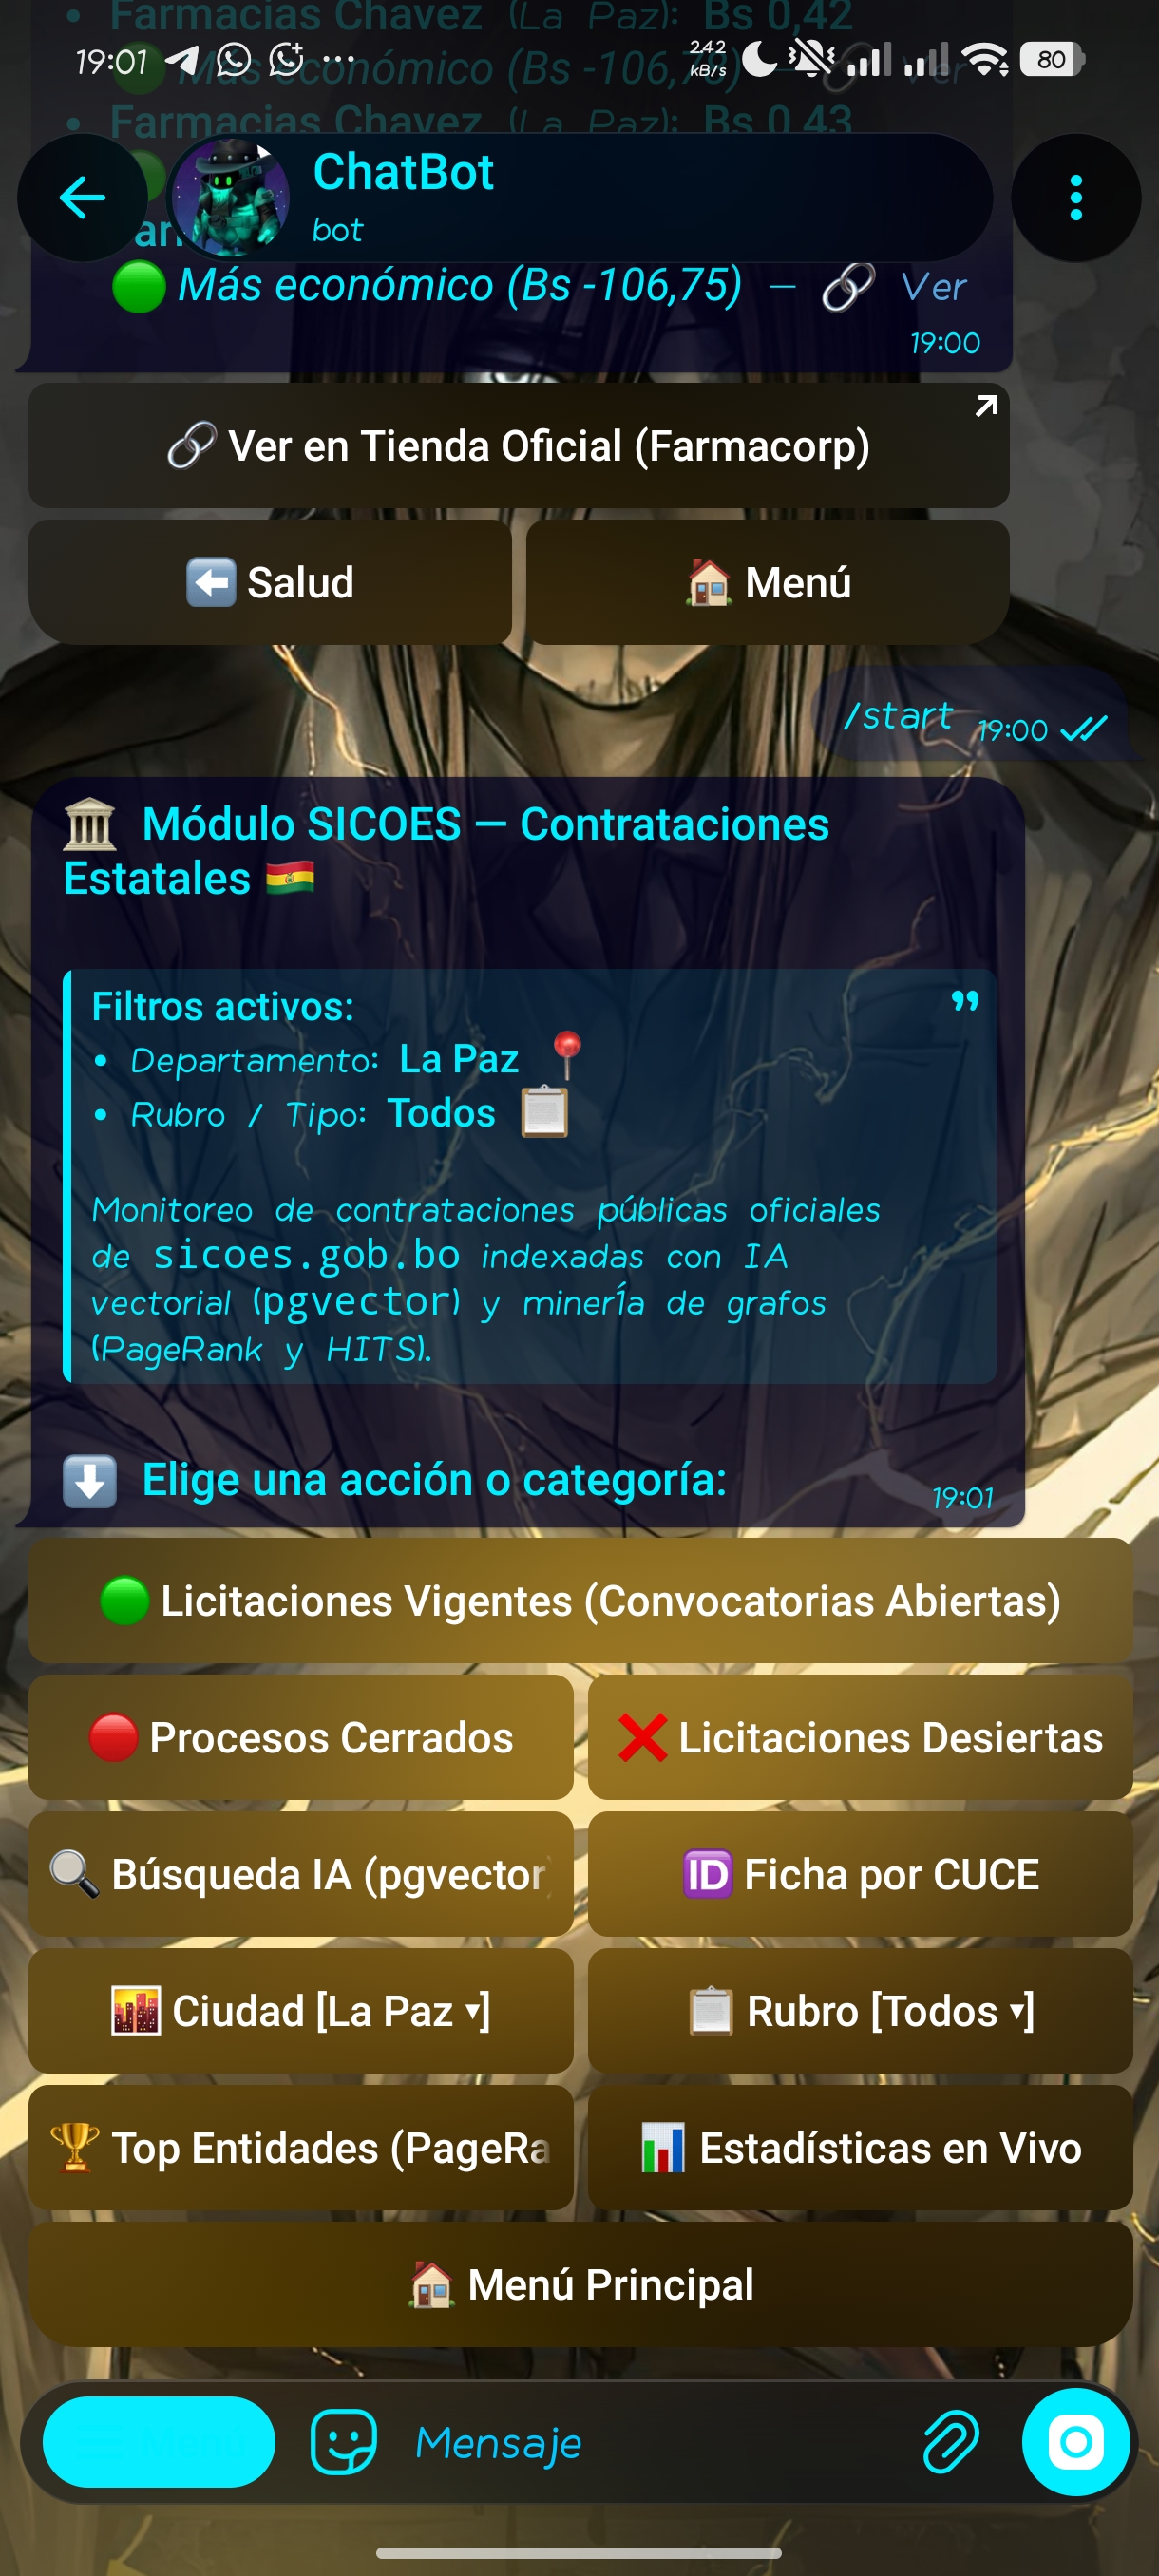 • Farmacias Chavez (La Paz): Bs 0,42
19:01 ... 242 kB/s 80
Más económico (Bs -106,78) — Ver
• Farmacias Chavez (La Paz): Bs 0,43
ChatBot
bot
Más económico (Bs -106,75) — Ver
19:00
Ver en Tienda Oficial (Farmacorp)
Salud
Menú
/start 19:00
Módulo SICOES — Contrataciones
Estatales
Filtros activos:
• Departamento: La Paz
• Rubro / Tipo: Todos
Monitoreo de contrataciones públicas oficiales
de sicoes.gob.bo indexadas con IA
vectorial (pgvector) y minería de grafos
(PageRank y HITS).
Elige una acción o categoría:
19:01
Licitaciones Vigentes (Convocatorias Abiertas)
Procesos Cerrados
Licitaciones Desiertas
Búsqueda IA (pgvector)
ID Ficha por CUCE
Ciudad [La Paz ▾]
Rubro [Todos ▾]
Top Entidades (PageRa
Estadísticas en Vivo
Menú Principal
Mensaje